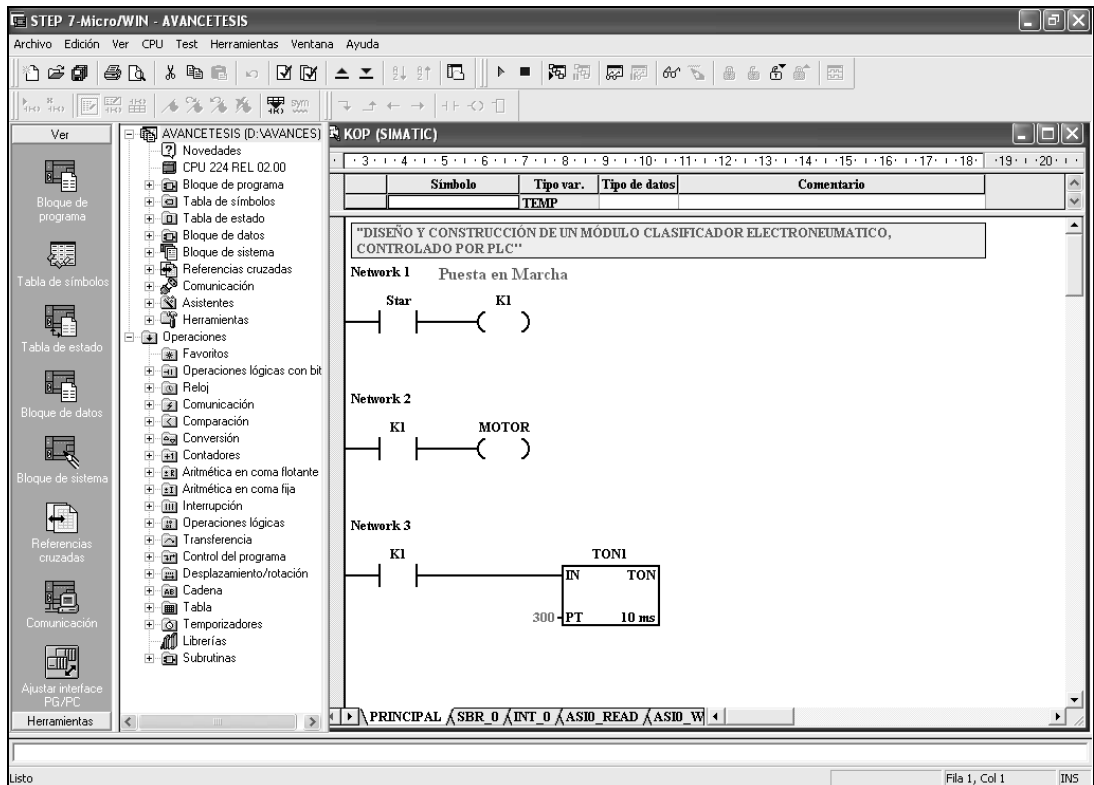 STEP 7-Micro/WIN - AVANCETESIS
Archivo Edición Ver CPU Test Herramientas Ventana Ayuda
Ver
Bloque de programa
Tabla de símbolos
Tabla de estado
Bloque de datos
Bloque de sistema
Referencias cruzadas
Comunicación
Ajustar interface PG/PC
Herramientas
AVANCETESIS (D:\AVANCES)
Novedades
CPU 224 REL 02.00
Bloque de programa
Tabla de símbolos
Tabla de estado
Bloque de datos
Bloque de sistema
Referencias cruzadas
Comunicación
Asistentes
Herramientas
Operaciones
Favoritos
Operaciones lógicas con bit
Reloj
Comunicación
Comparación
Conversión
Contadores
Aritmética en coma flotante
Aritmética en coma fija
Interrupción
Operaciones lógicas
Transferencia
Control del programa
Desplazamiento/rotación
Cadena
Tabla
Temporizadores
Librerías
Subrutinas
KOP (SIMATIC)
3 4 5 6 7 8 9 10 11 12 13 14 15 16 17 18 19 20
Símbolo Tipo var. Tipo de datos Comentario
TEMP
"DISEÑO Y CONSTRUCCIÓN DE UN MÓDULO CLASIFICADOR ELECTRONEUMATICO,
CONTROLADO POR PLC"
Network 1 Puesta en Marcha
Star K1
Network 2
K1 MOTOR
Network 3
K1 TON1
IN TON
300 PT 10 ms
PRINCIPAL SBR_0 INT_0 ASI0_READ ASI0_W
Listo Fila 1, Col 1 INS